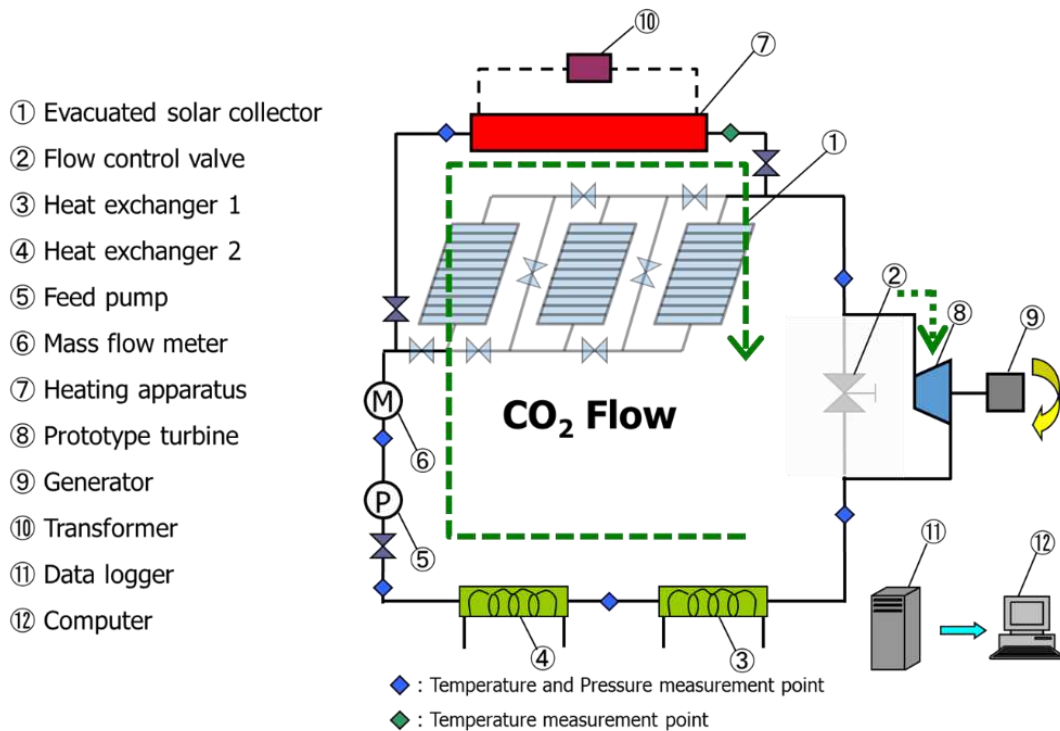 ① Evacuated solar collector
② Flow control valve
③ Heat exchanger 1
④ Heat exchanger 2
⑤ Feed pump
⑥ Mass flow meter
⑦ Heating apparatus
⑧ Prototype turbine
⑨ Generator
⑩ Transformer
⑪ Data logger
⑫ Computer
⑩
⑦
①
②
⑧
⑨
M
CO₂ Flow
⑥
P
⑤
⑪
⑫
④
③
: Temperature and Pressure measurement point
: Temperature measurement point